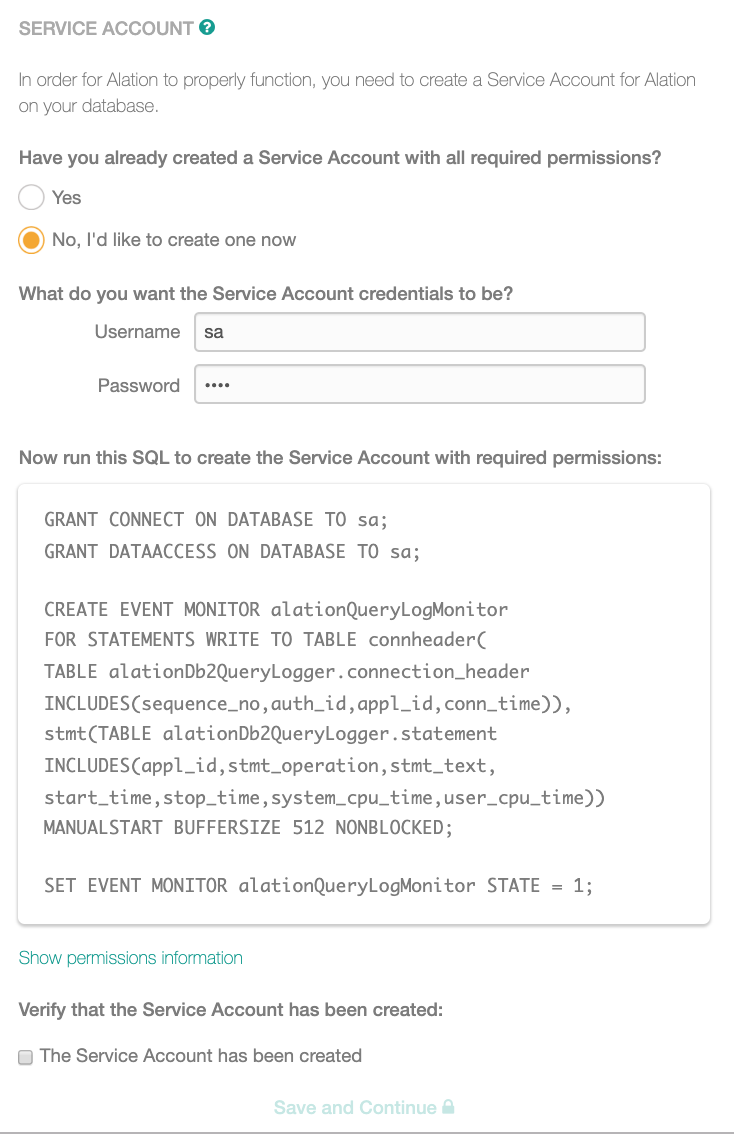 SERVICE ACCOUNT ?
In order for Alation to properly function, you need to create a Service Account for Alation
on your database.
Have you already created a Service Account with all required permissions?
Yes
No, I'd like to create one now
What do you want the Service Account credentials to be?
Username sa
Password ••••
Now run this SQL to create the Service Account with required permissions:
GRANT CONNECT ON DATABASE TO sa;
GRANT DATAACCESS ON DATABASE TO sa;
CREATE EVENT MONITOR alationQueryLogMonitor
FOR STATEMENTS WRITE TO TABLE connheader(
TABLE alationDb2QueryLogger.connection_header
INCLUDES(sequence_no,auth_id,appl_id,conn_time)),
stmt(TABLE alationDb2QueryLogger.statement
INCLUDES(appl_id,stmt_operation,stmt_text,
start_time,stop_time,system_cpu_time,user_cpu_time))
MANUALSTART BUFFERSIZE 512 NONBLOCKED;
SET EVENT MONITOR alationQueryLogMonitor STATE = 1;
Show permissions information
Verify that the Service Account has been created:
The Service Account has been created
Save and Continue